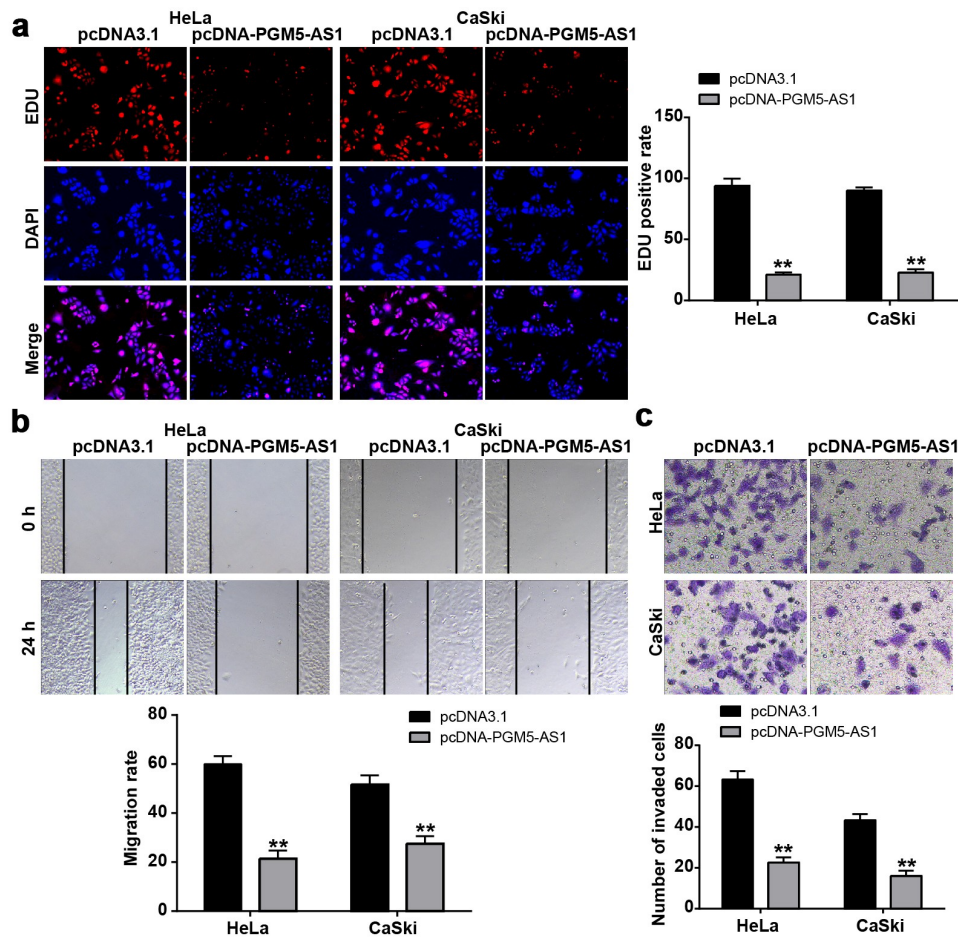 a
HeLa
CaSki
pcDNA3.1
pcDNA-PGM5-AS1
pcDNA3.1
pcDNA-PGM5-AS1
EDU
DAPI
Merge
pcDNA3.1
pcDNA-PGM5-AS1
EDU positive rate
150
100
50
0
**
**
HeLa
CaSki
b
HeLa
CaSki
pcDNA3.1
pcDNA-PGM5-AS1
pcDNA3.1
pcDNA-PGM5-AS1
0 h
24 h
pcDNA3.1
pcDNA-PGM5-AS1
Migration rate
80
60
40
20
0
**
**
HeLa
CaSki
c
pcDNA3.1
pcDNA-PGM5-AS1
HeLa
CaSki
pcDNA3.1
pcDNA-PGM5-AS1
Number of invaded cells
80
60
40
20
0
**
**
HeLa
CaSki